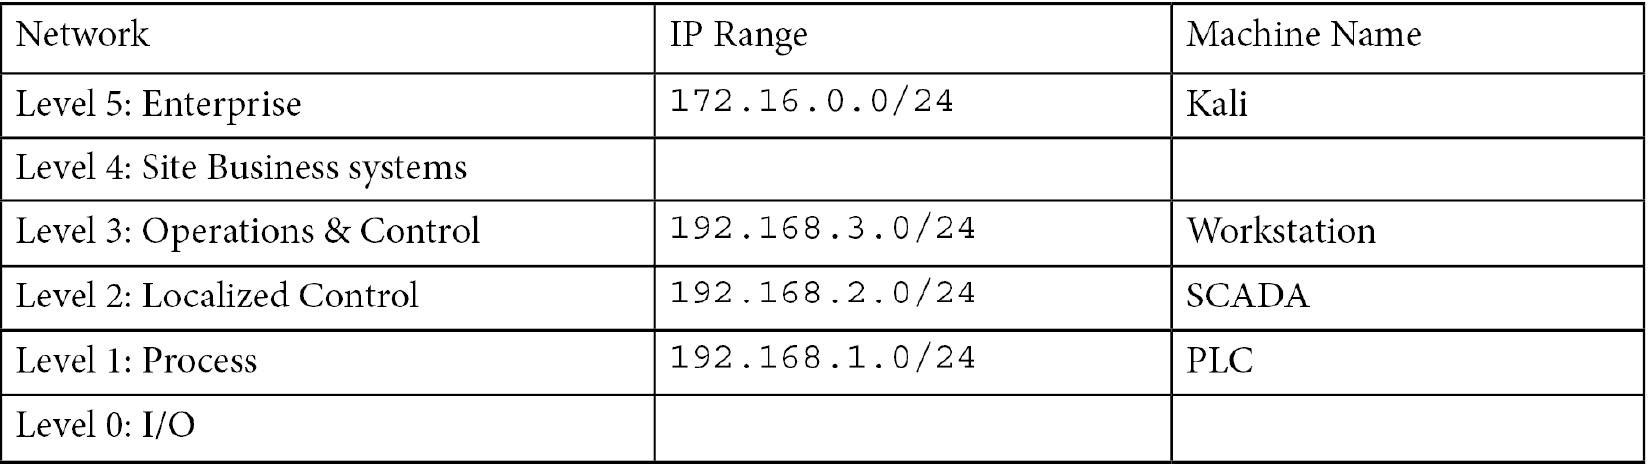 Network IP Range Machine Name
Level 5: Enterprise 172.16.0.0/24 Kali
Level 4: Site Business systems
Level 3: Operations & Control 192.168.3.0/24 Workstation
Level 2: Localized Control 192.168.2.0/24 SCADA
Level 1: Process 192.168.1.0/24 PLC
Level 0: I/O